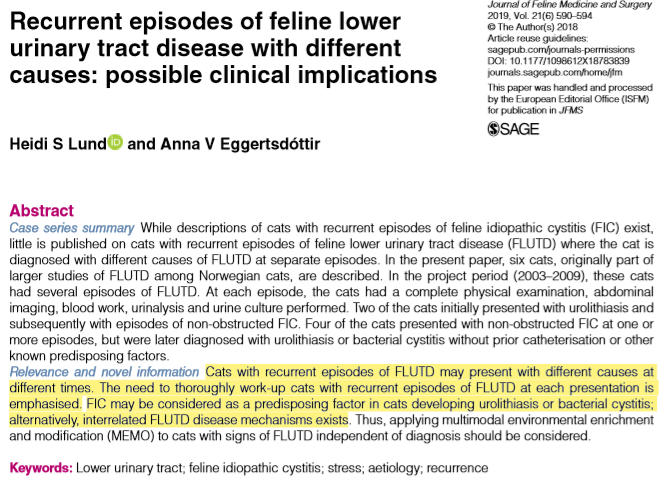 Recurrent episodes of feline lower
urinary tract disease with different
causes: possible clinical implications
Journal of Feline Medicine and Surgery
2019, Vol. 21(6) 590–594
© The Author(s) 2018
Article reuse guidelines:
sagepub.com/journals-permissions
DOI: 10.1177/1098612X18783839
journals.sagepub.com/home/jfm
This paper was handled and processed
by the European Editorial Office (ISFM)
for publication in JFMS
SAGE
Heidi S Lund iD and Anna V Eggertsdóttir
Abstract
Case series summary While descriptions of cats with recurrent episodes of feline idiopathic cystitis (FIC) exist,
little is published on cats with recurrent episodes of feline lower urinary tract disease (FLUTD) where the cat is
diagnosed with different causes of FLUTD at separate episodes. In the present paper, six cats, originally part of
larger studies of FLUTD among Norwegian cats, are described. In the project period (2003–2009), these cats
had several episodes of FLUTD. At each episode, the cats had a complete physical examination, abdominal
imaging, blood work, urinalysis and urine culture performed. Two of the cats initially presented with urolithiasis and
subsequently with episodes of non-obstructed FIC. Four of the cats presented with non-obstructed FIC at one or
more episodes, but were later diagnosed with urolithiasis or bacterial cystitis without prior catheterisation or other
known predisposing factors.
Relevance and novel information Cats with recurrent episodes of FLUTD may present with different causes at
different times. The need to thoroughly work-up cats with recurrent episodes of FLUTD at each presentation is
emphasised. FIC may be considered as a predisposing factor in cats developing urolithiasis or bacterial cystitis;
alternatively, interrelated FLUTD disease mechanisms exists. Thus, applying multimodal environmental enrichment
and modification (MEMO) to cats with signs of FLUTD independent of diagnosis should be considered.
Keywords: Lower urinary tract; feline idiopathic cystitis; stress; aetiology; recurrence